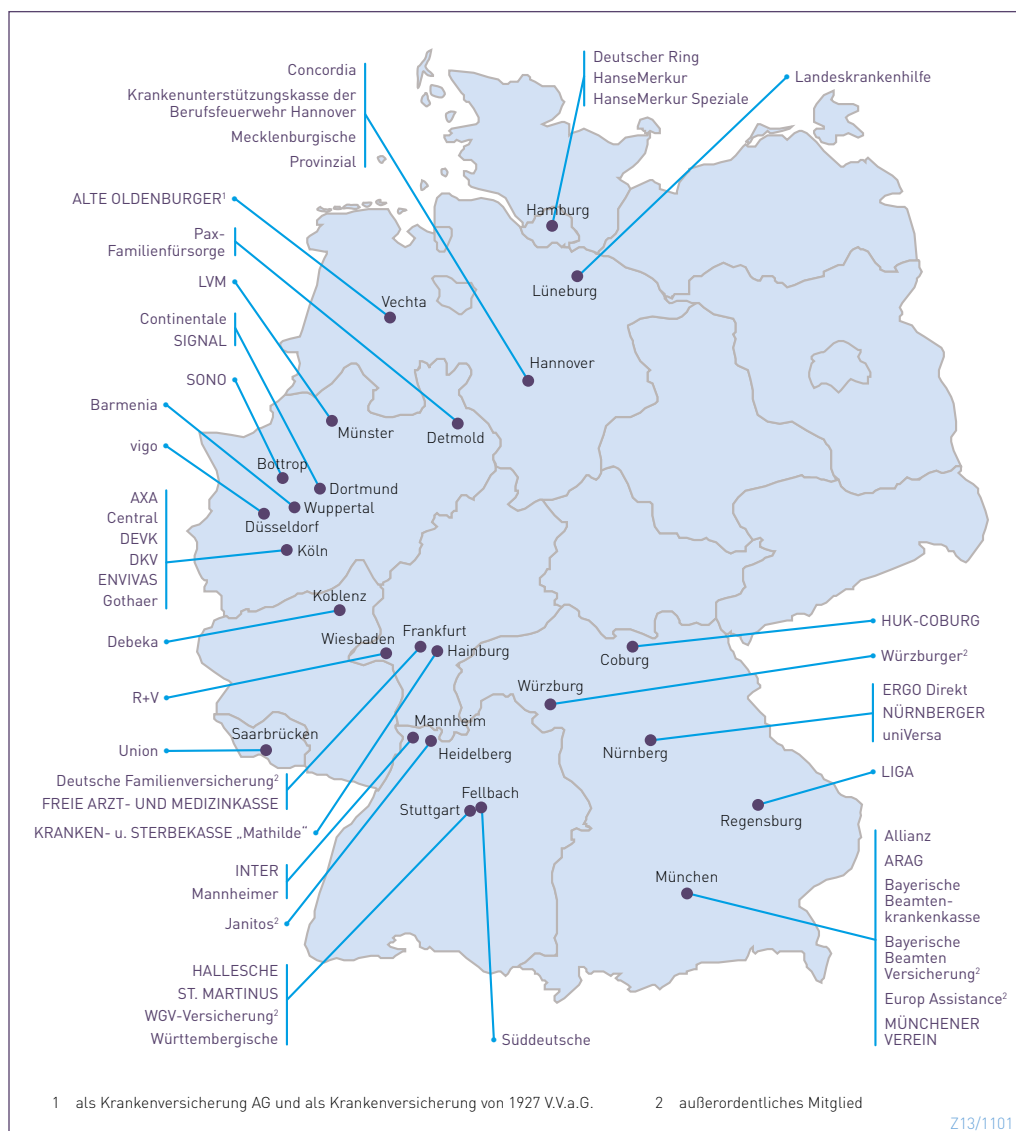 Concordia
Krankenunterstützungskasse der
Berufsfeuerwehr Hannover
Mecklenburgische
Provinzial
Deutscher Ring
HanseMerkur
HanseMerkur Speziale
Landeskrankenhilfe
ALTE OLDENBURGER¹
Pax-
Familienfürsorge
LVM
Continentale
SIGNAL
SONO
Barmenia
vigo
AXA
Central
DEVK
DKV
ENVIVAS
Gothaer
Debeka
R+V
Union
Deutsche Familienversicherung²
FREIE ARZT- UND MEDIZINKASSE
KRANKEN- u. STERBEKASSE „Mathilde“
INTER
Mannheimer
Janitos²
HALLESCHE
ST. MARTINUS
WGV-Versicherung²
Württembergische
Süddeutsche
Hamburg
Lüneburg
Vechta
Hannover
Münster
Detmold
Bottrop
Dortmund
Wuppertal
Düsseldorf
Köln
Koblenz
Wiesbaden
Frankfurt
Hainburg
Coburg
Würzburg
Saarbrücken
Mannheim
Heidelberg
Nürnberg
Fellbach
Stuttgart
Regensburg
München
HUK-COBURG
Würzburger²
ERGO Direkt
NÜRNBERGER
uniVersa
LIGA
Allianz
ARAG
Bayerische
Beamten-
krankenkasse
Bayerische
Beamten
Versicherung²
Europ Assistance²
MÜNCHENER
VEREIN
1 als Krankenversicherung AG und als Krankenversicherung von 1927 V.V.a.G.
2 außerordentliches Mitglied
Z13/1101